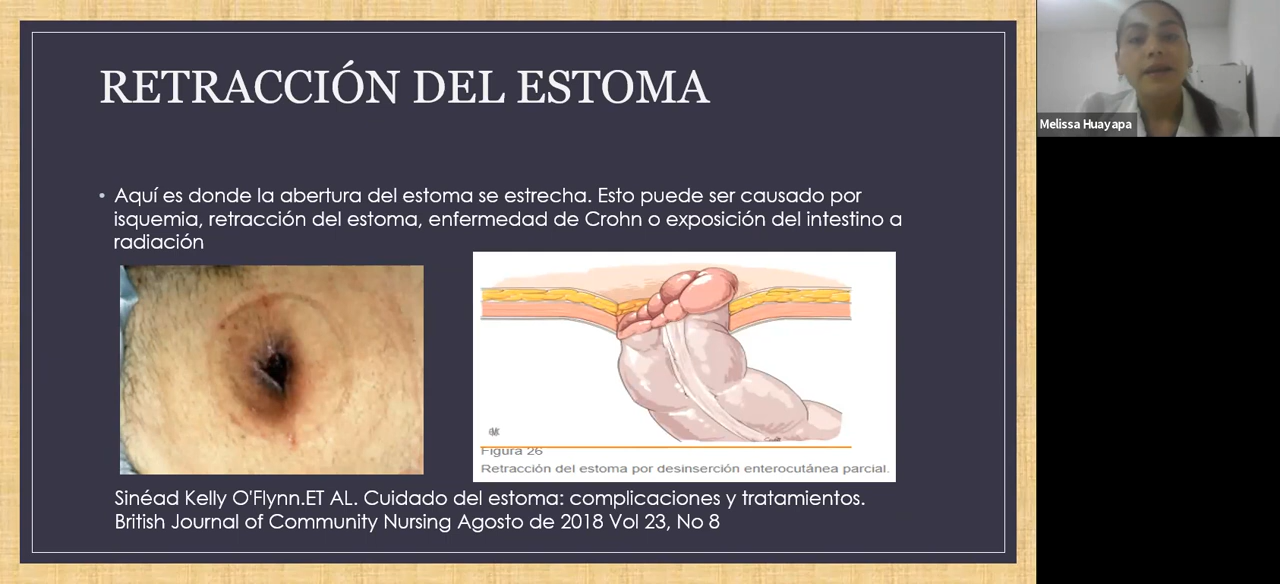 RETRACCIÓN DEL ESTOMA
• Aquí es donde la abertura del estoma se estrecha. Esto puede ser causado por
isquemia, retracción del estoma, enfermedad de Crohn o exposición del intestino a
radiación
Figura 26
Retracción del estoma por desinserción enterocutánea parcial.
Sinéad Kelly O'Flynn.ET AL. Cuidado del estoma: complicaciones y tratamientos.
British Journal of Community Nursing Agosto de 2018 Vol 23, No 8
Melissa Huayapa